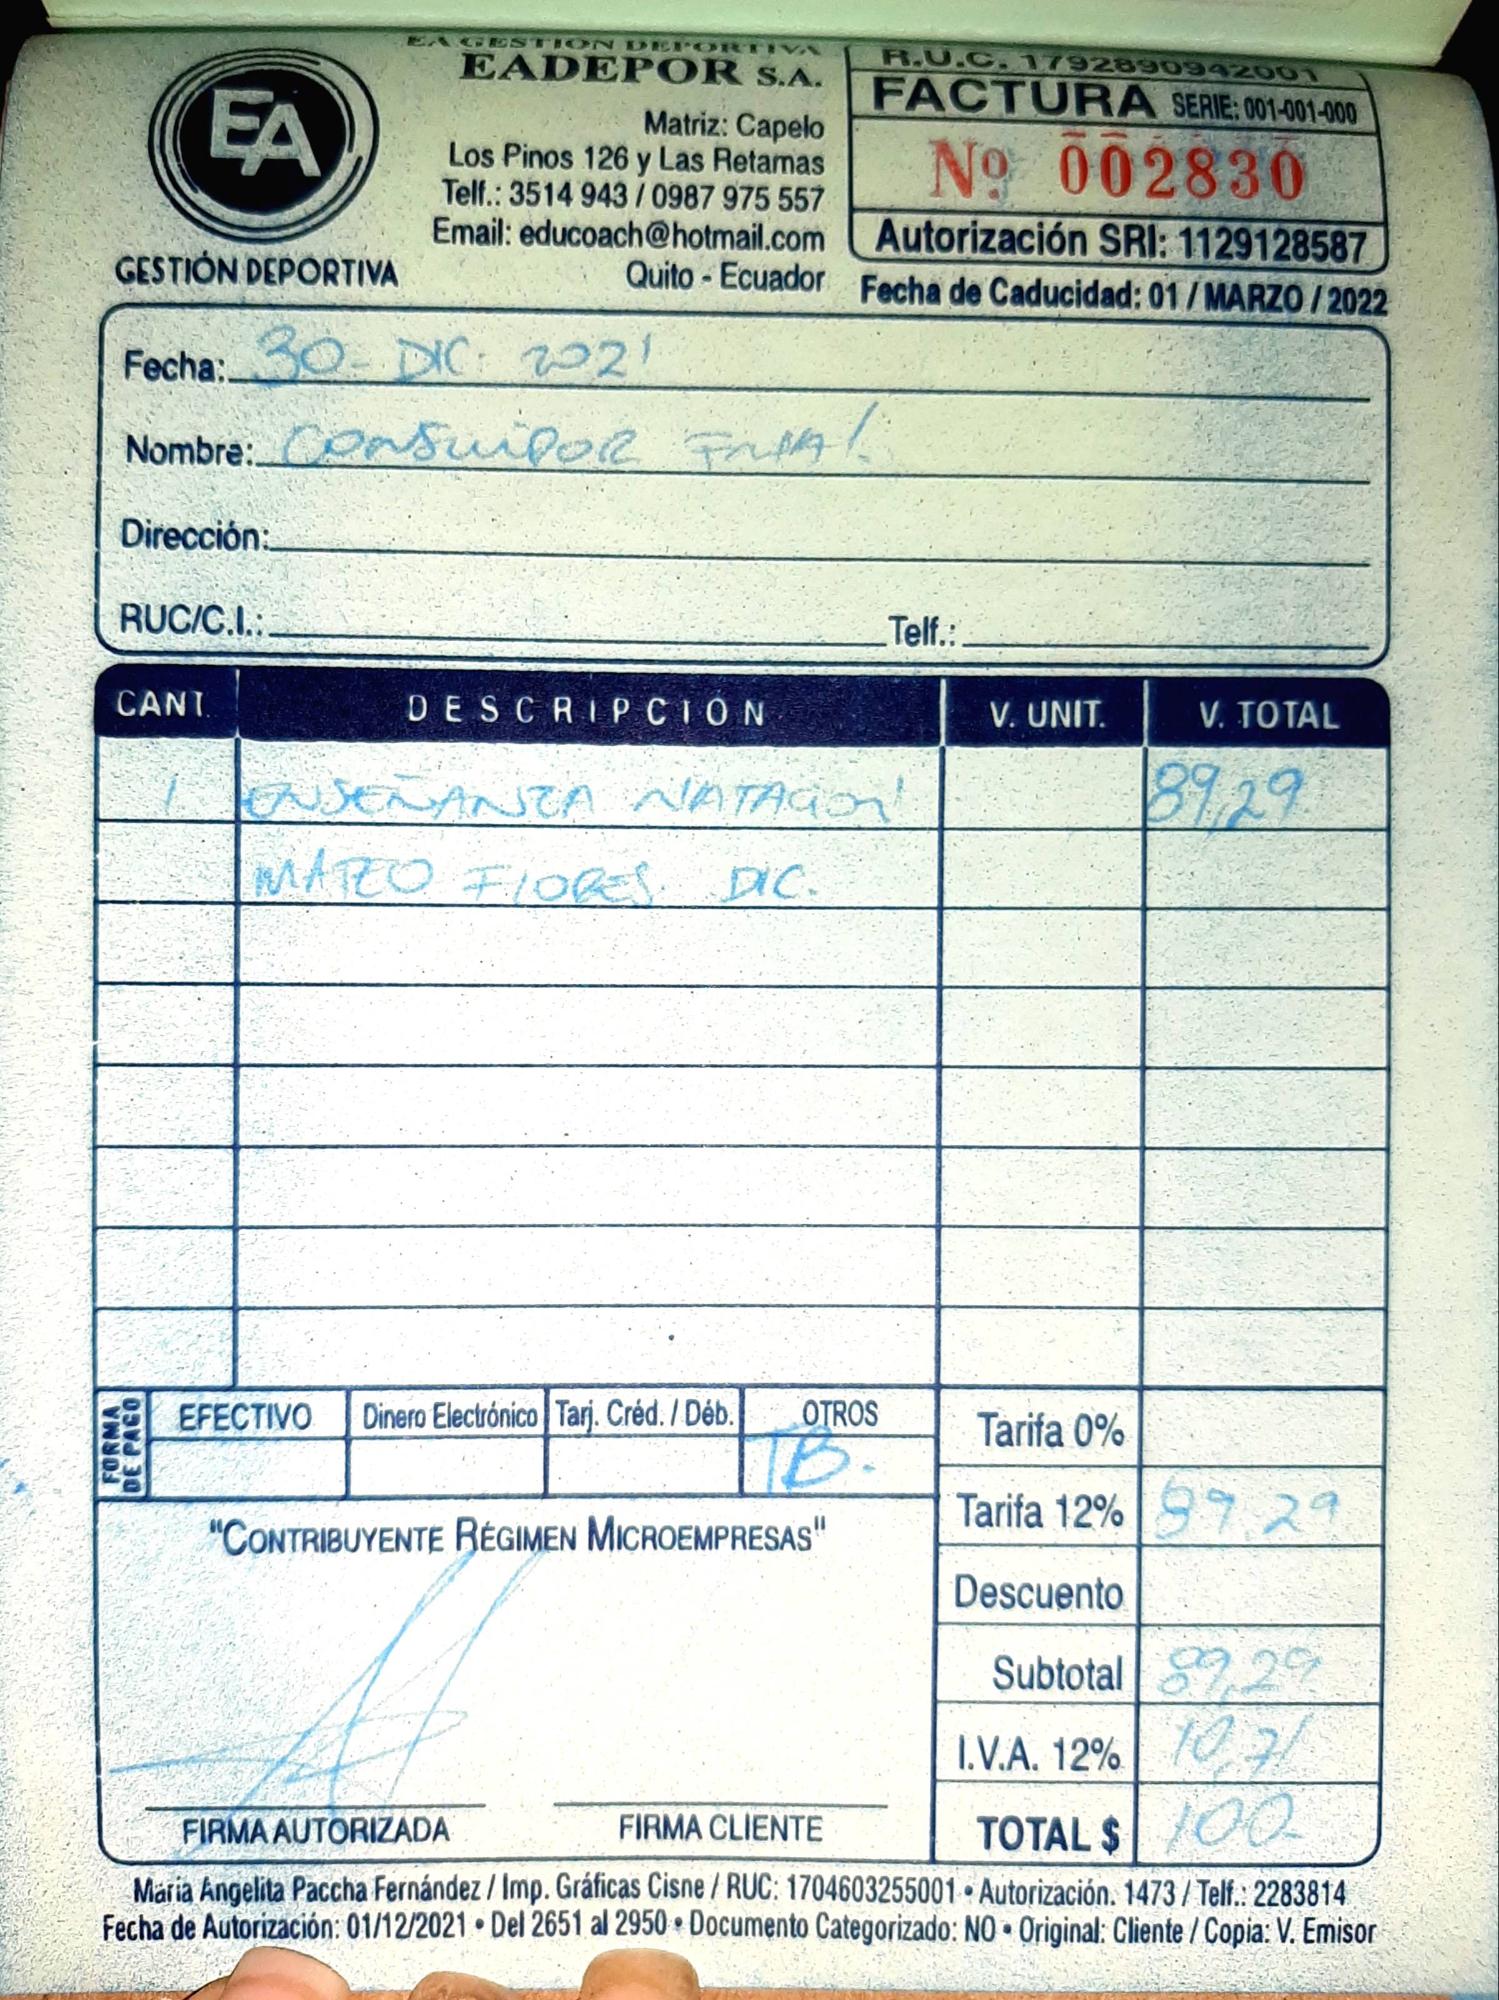 EA GESTION DEPORTIVA
EADEPOR S.A.
EA
GESTIÓN DEPORTIVA
Matriz: Capelo
Los Pinos 126 y Las Retamas
Telf.: 3514 943 / 0987 975 557
Email: educoach@hotmail.com
Quito - Ecuador
R.U.C. 1792890942001
FACTURA SERIE: 001-001-000
Nº 002830
Autorización SRI: 1129128587
Fecha de Caducidad: 01 / MARZO / 2022
Fecha: 30 - DIC. 2021
Nombre: CONSUMIDOR FINAL
Dirección:
RUC/C.I.: Telf.:
CANT. DESCRIPCIÓN V. UNIT. V. TOTAL
1 ENSEÑANZA NATACION 89,29
MATEO FLORES. DIC.
FORMA DE PAGO
EFECTIVO Dinero Electrónico Tarj. Créd. / Déb. OTROS
TB.
Tarifa 0%
Tarifa 12% 89.29
Descuento
Subtotal 89,29
I.V.A. 12% 10,71
TOTAL $ 100-
"CONTRIBUYENTE RÉGIMEN MICROEMPRESAS"
FIRMA AUTORIZADA FIRMA CLIENTE
María Angelita Paccha Fernández / Imp. Gráficas Cisne / RUC: 1704603255001 • Autorización. 1473 / Telf.: 2283814
Fecha de Autorización: 01/12/2021 • Del 2651 al 2950 • Documento Categorizado: NO • Original: Cliente / Copia: V. Emisor